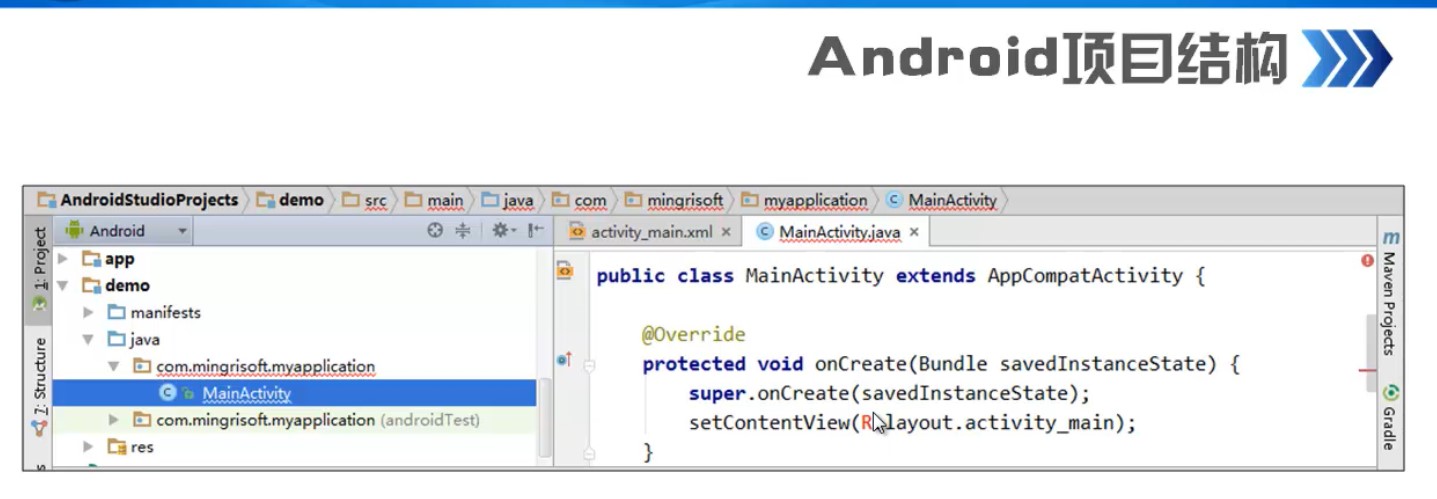 Android项目结构
AndroidStudioProjects demo src main java com mingrisoft myapplication MainActivity
1: Project
7: Structure
Android
app
demo
manifests
java
com.mingrisoft.myapplication
MainActivity
com.mingrisoft.myapplication (androidTest)
res
activity_main.xml × MainActivity.java ×
public class MainActivity extends AppCompatActivity {
@Override
protected void onCreate(Bundle savedInstanceState) {
super.onCreate(savedInstanceState);
setContentView(R.layout.activity_main);
}
m Maven Projects
Gradle